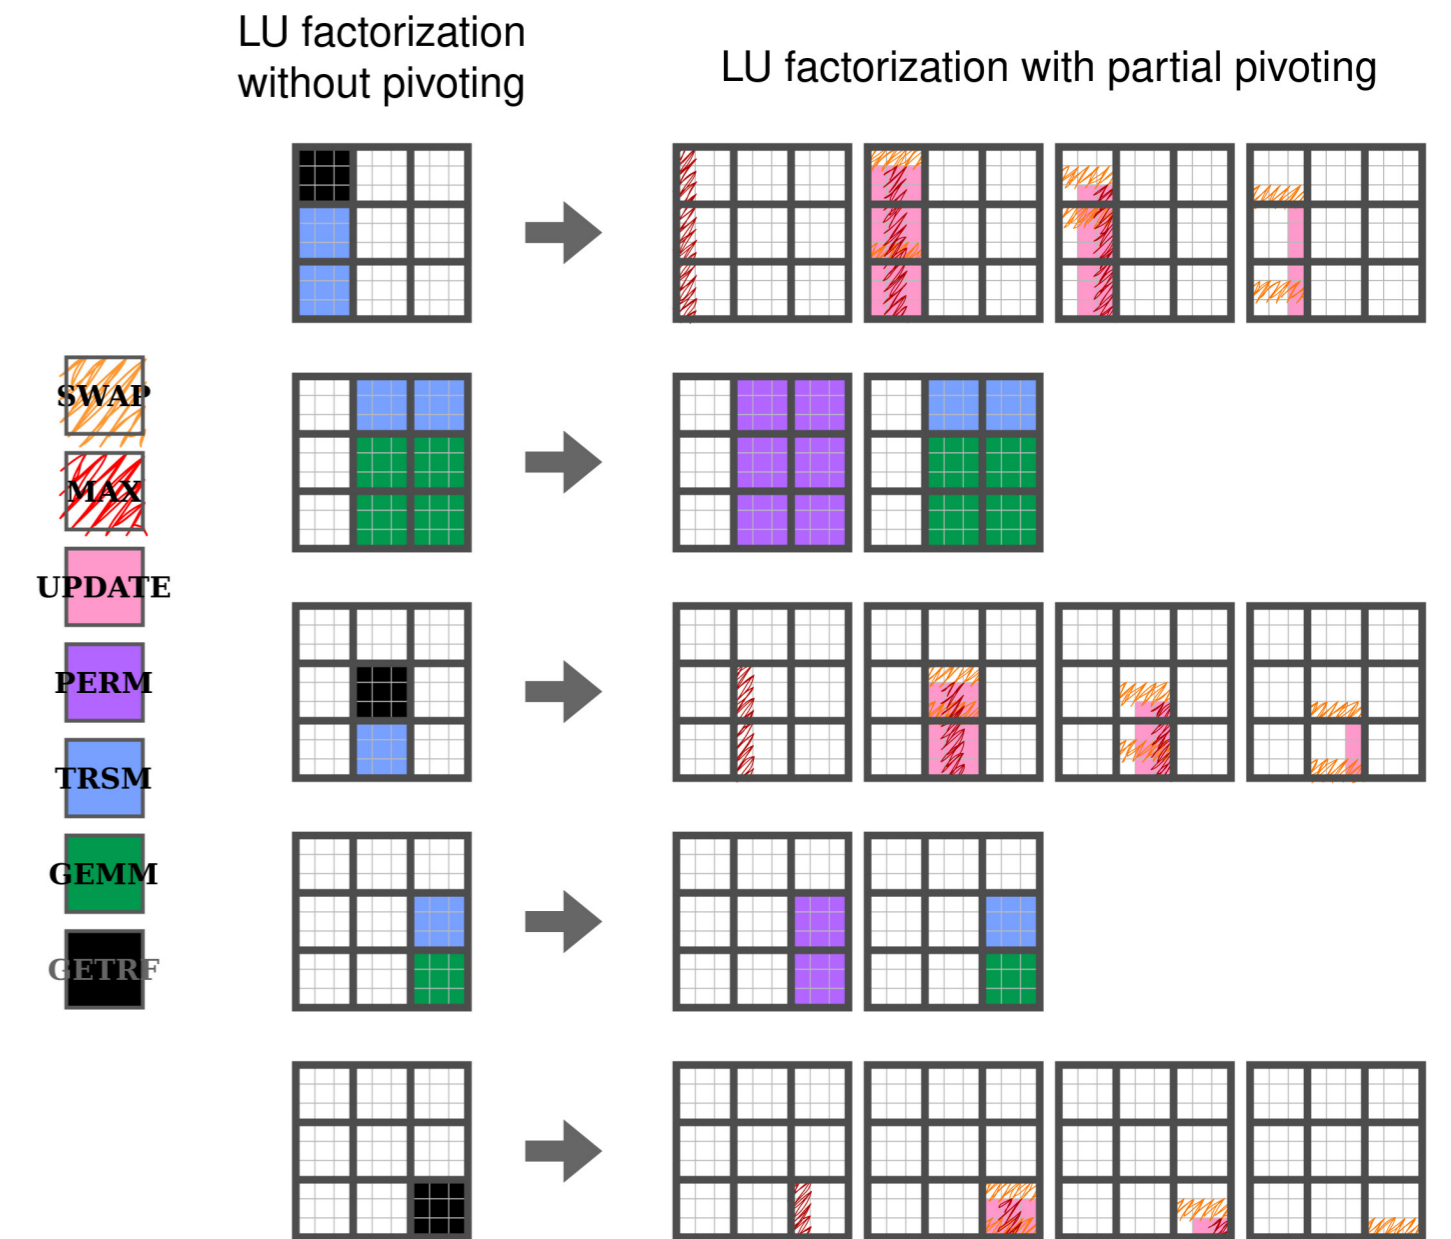 LU factorization
without pivoting
LU factorization with partial pivoting
SWAP
MAX
UPDATE
PERM
TRSM
GEMM
GETRF